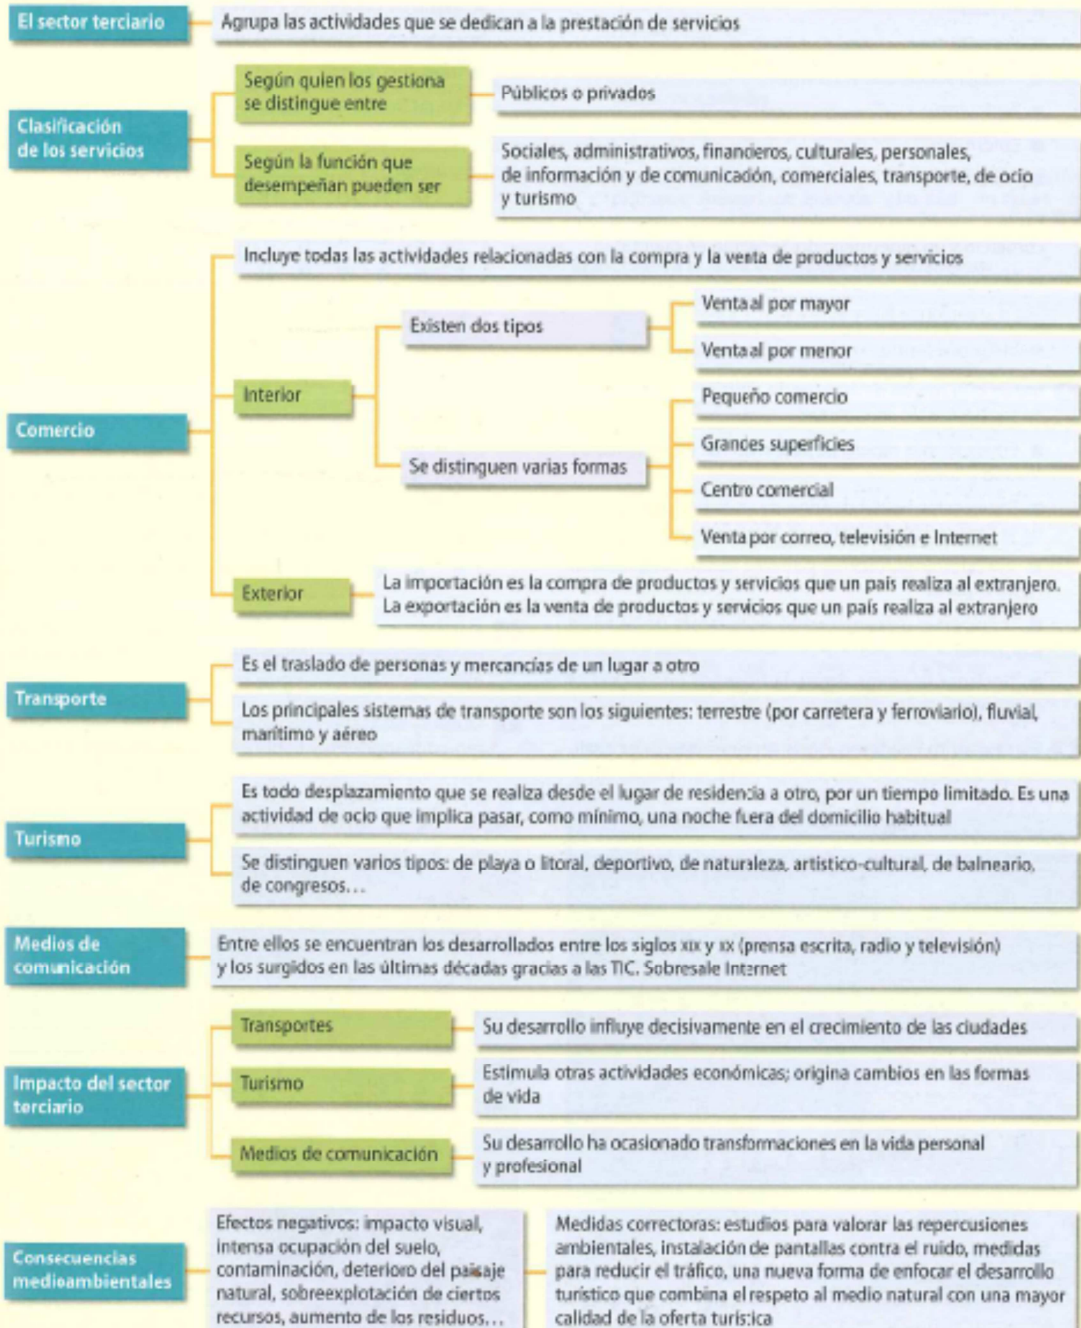 El sector terciario
Agrupa las actividades que se dedican a la prestación de servicios
Clasificación
de los servicios
Según quien los gestiona
se distingue entre
Públicos o privados
Según la función que
desempeñan pueden ser
Sociales, administrativos, financieros, culturales, personales,
de información y de comunicación, comerciales, transporte, de ocio
y turismo
Comercio
Incluye todas las actividades relacionadas con la compra y la venta de productos y servicios
Interior
Existen dos tipos
Venta al por mayor
Venta al por menor
Se distinguen varias formas
Pequeño comercio
Grandes superficies
Centro comercial
Venta por correo, televisión e Internet
Exterior
La importación es la compra de productos y servicios que un país realiza al extranjero.
La exportación es la venta de productos y servicios que un país realiza al extranjero
Transporte
Es el traslado de personas y mercancías de un lugar a otro
Los principales sistemas de transporte son los siguientes: terrestre (por carretera y ferroviario), fluvial,
marítimo y aéreo
Turismo
Es todo desplazamiento que se realiza desde el lugar de residencia a otro, por un tiempo limitado. Es una
actividad de ocio que implica pasar, como mínimo, una noche fuera del domicilio habitual
Se distinguen varios tipos: de playa o litoral, deportivo, de naturaleza, artístico-cultural, de balneario,
de congresos...
Medios de
comunicación
Entre ellos se encuentran los desarrollados entre los siglos XIX y XX (prensa escrita, radio y televisión)
y los surgidos en las últimas décadas gracias a las TIC. Sobresale Internet
Impacto del sector
terciario
Transportes
Su desarrollo influye decisivamente en el crecimiento de las ciudades
Turismo
Estimula otras actividades económicas; origina cambios en las formas
de vida
Medios de comunicación
Su desarrollo ha ocasionado transformaciones en la vida personal
y profesional
Consecuencias
medioambientales
Efectos negativos: impacto visual,
intensa ocupación del suelo,
contaminación, deterioro del paisaje
natural, sobreexplotación de ciertos
recursos, aumento de los residuos...
Medidas correctoras: estudios para valorar las repercusiones
ambientales, instalación de pantallas contra el ruido, medidas
para reducir el tráfico, una nueva forma de enfocar el desarrollo
turístico que combina el respeto al medio natural con una mayor
calidad de la oferta turística